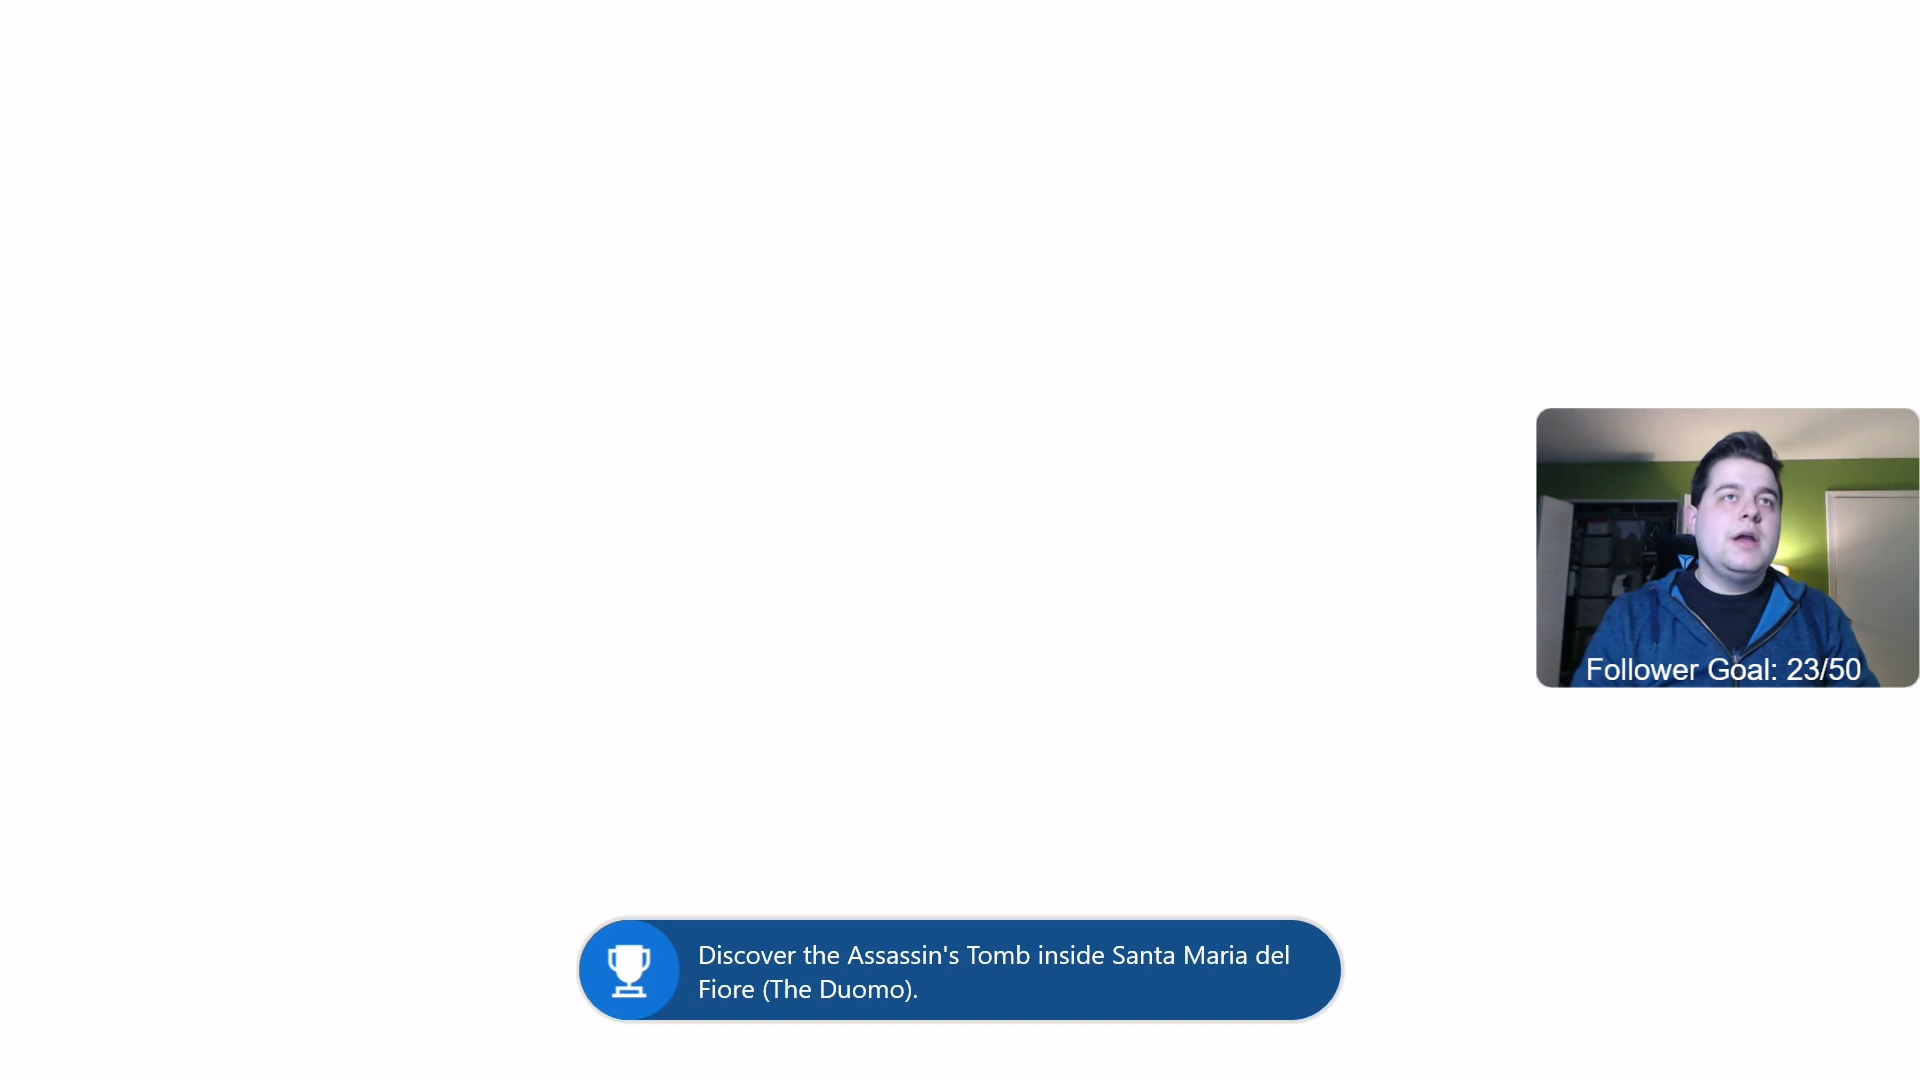 Follower Goal: 23/50
Discover the Assassin's Tomb inside Santa Maria del
Fiore (The Duomo).